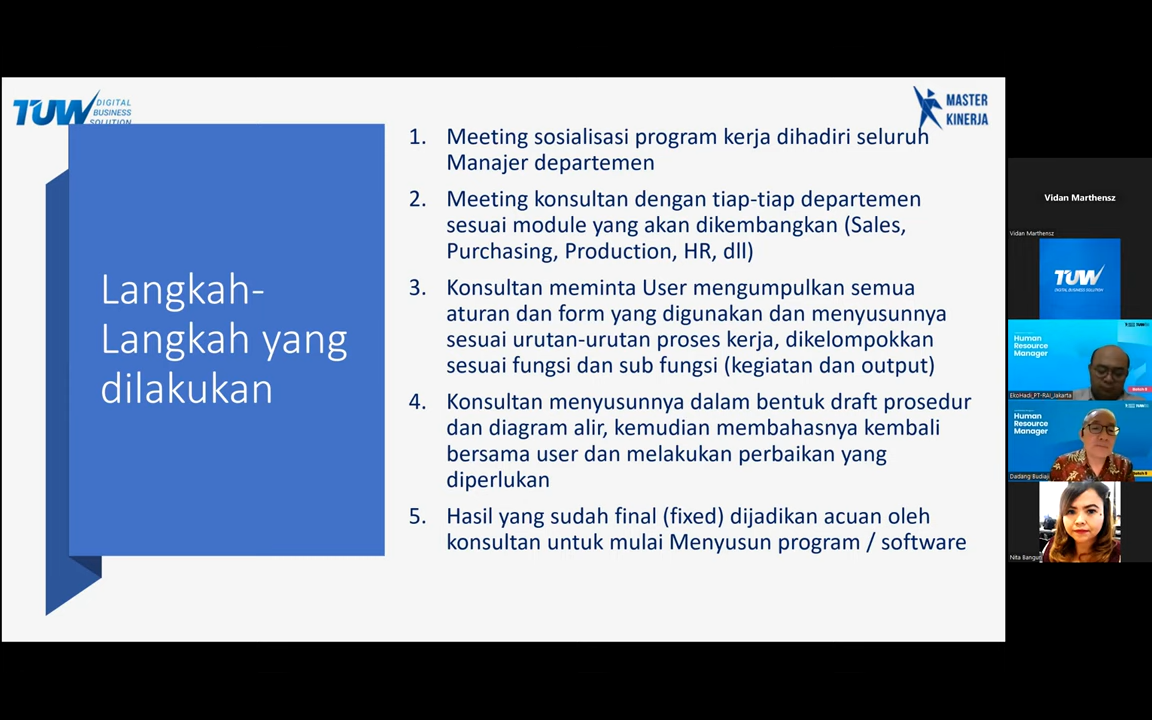 TUW DIGITAL
BUSINESS
SOLUTION
MASTER
KINERJA
Langkah-
Langkah yang
dilakukan
1. Meeting sosialisasi program kerja dihadiri seluruh
Manajer departemen
2. Meeting konsultan dengan tiap-tiap departemen
sesuai module yang akan dikembangkan (Sales,
Purchasing, Production, HR, dll)
3. Konsultan meminta User mengumpulkan semua
aturan dan form yang digunakan dan menyusunnya
sesuai urutan-urutan proses kerja, dikelompokkan
sesuai fungsi dan sub fungsi (kegiatan dan output)
4. Konsultan menyusunnya dalam bentuk draft prosedur
dan diagram alir, kemudian membahasnya kembali
bersama user dan melakukan perbaikan yang
diperlukan
5. Hasil yang sudah final (fixed) dijadikan acuan oleh
konsultan untuk mulai Menyusun program / software
Vidan Marthensz
Vidan Marthensz
TUW
DIGITAL BUSINESS SOLUTION
Human
Resource
Manager
EkoHadi_PT-RAI_Jakarta
Human
Resource
Manager
Dadang Budiaji
Nita Bangun